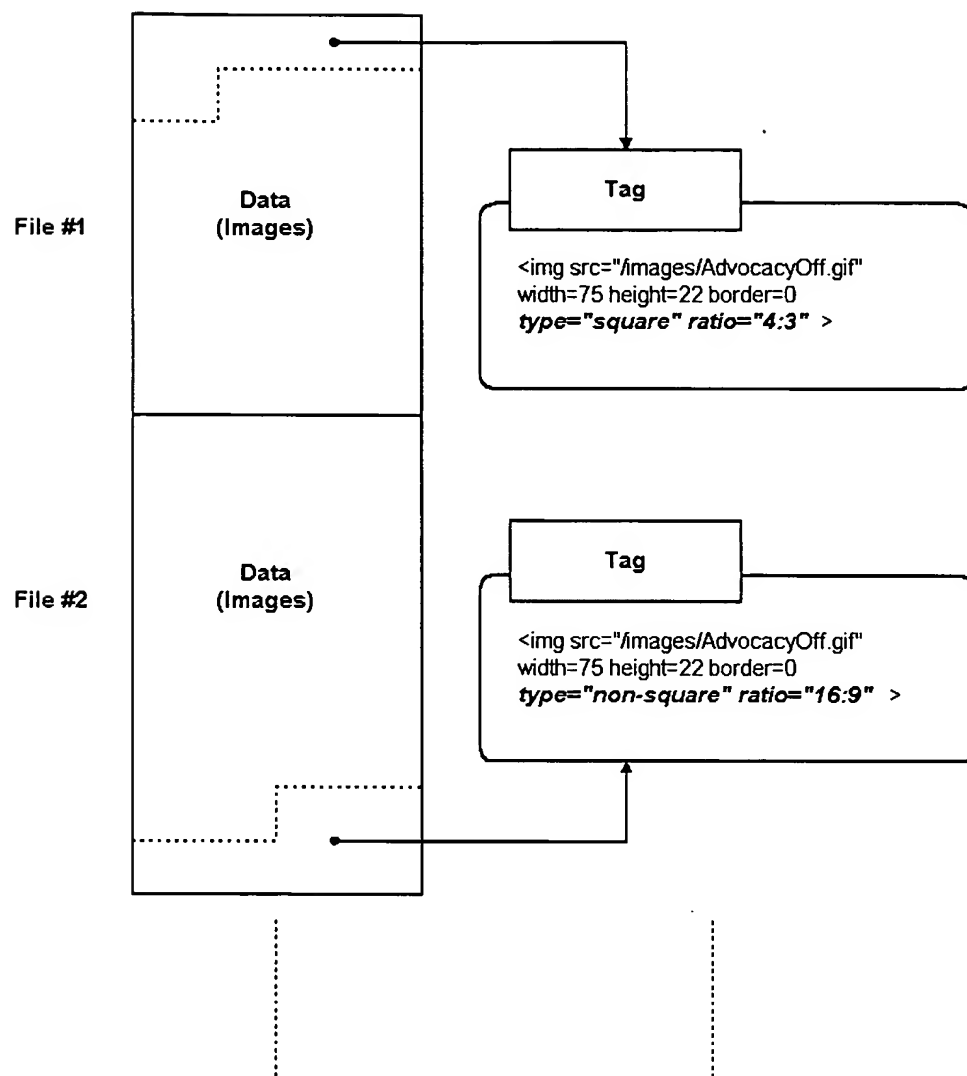 File #1
Data
(Images)
Tag
<img src="/images/AdvocacyOff.gif"
width=75 height=22 border=0
type="square" ratio="4:3" >
File #2
Data
(Images)
Tag
<img src="/images/AdvocacyOff.gif"
width=75 height=22 border=0
type="non-square" ratio="16:9" >